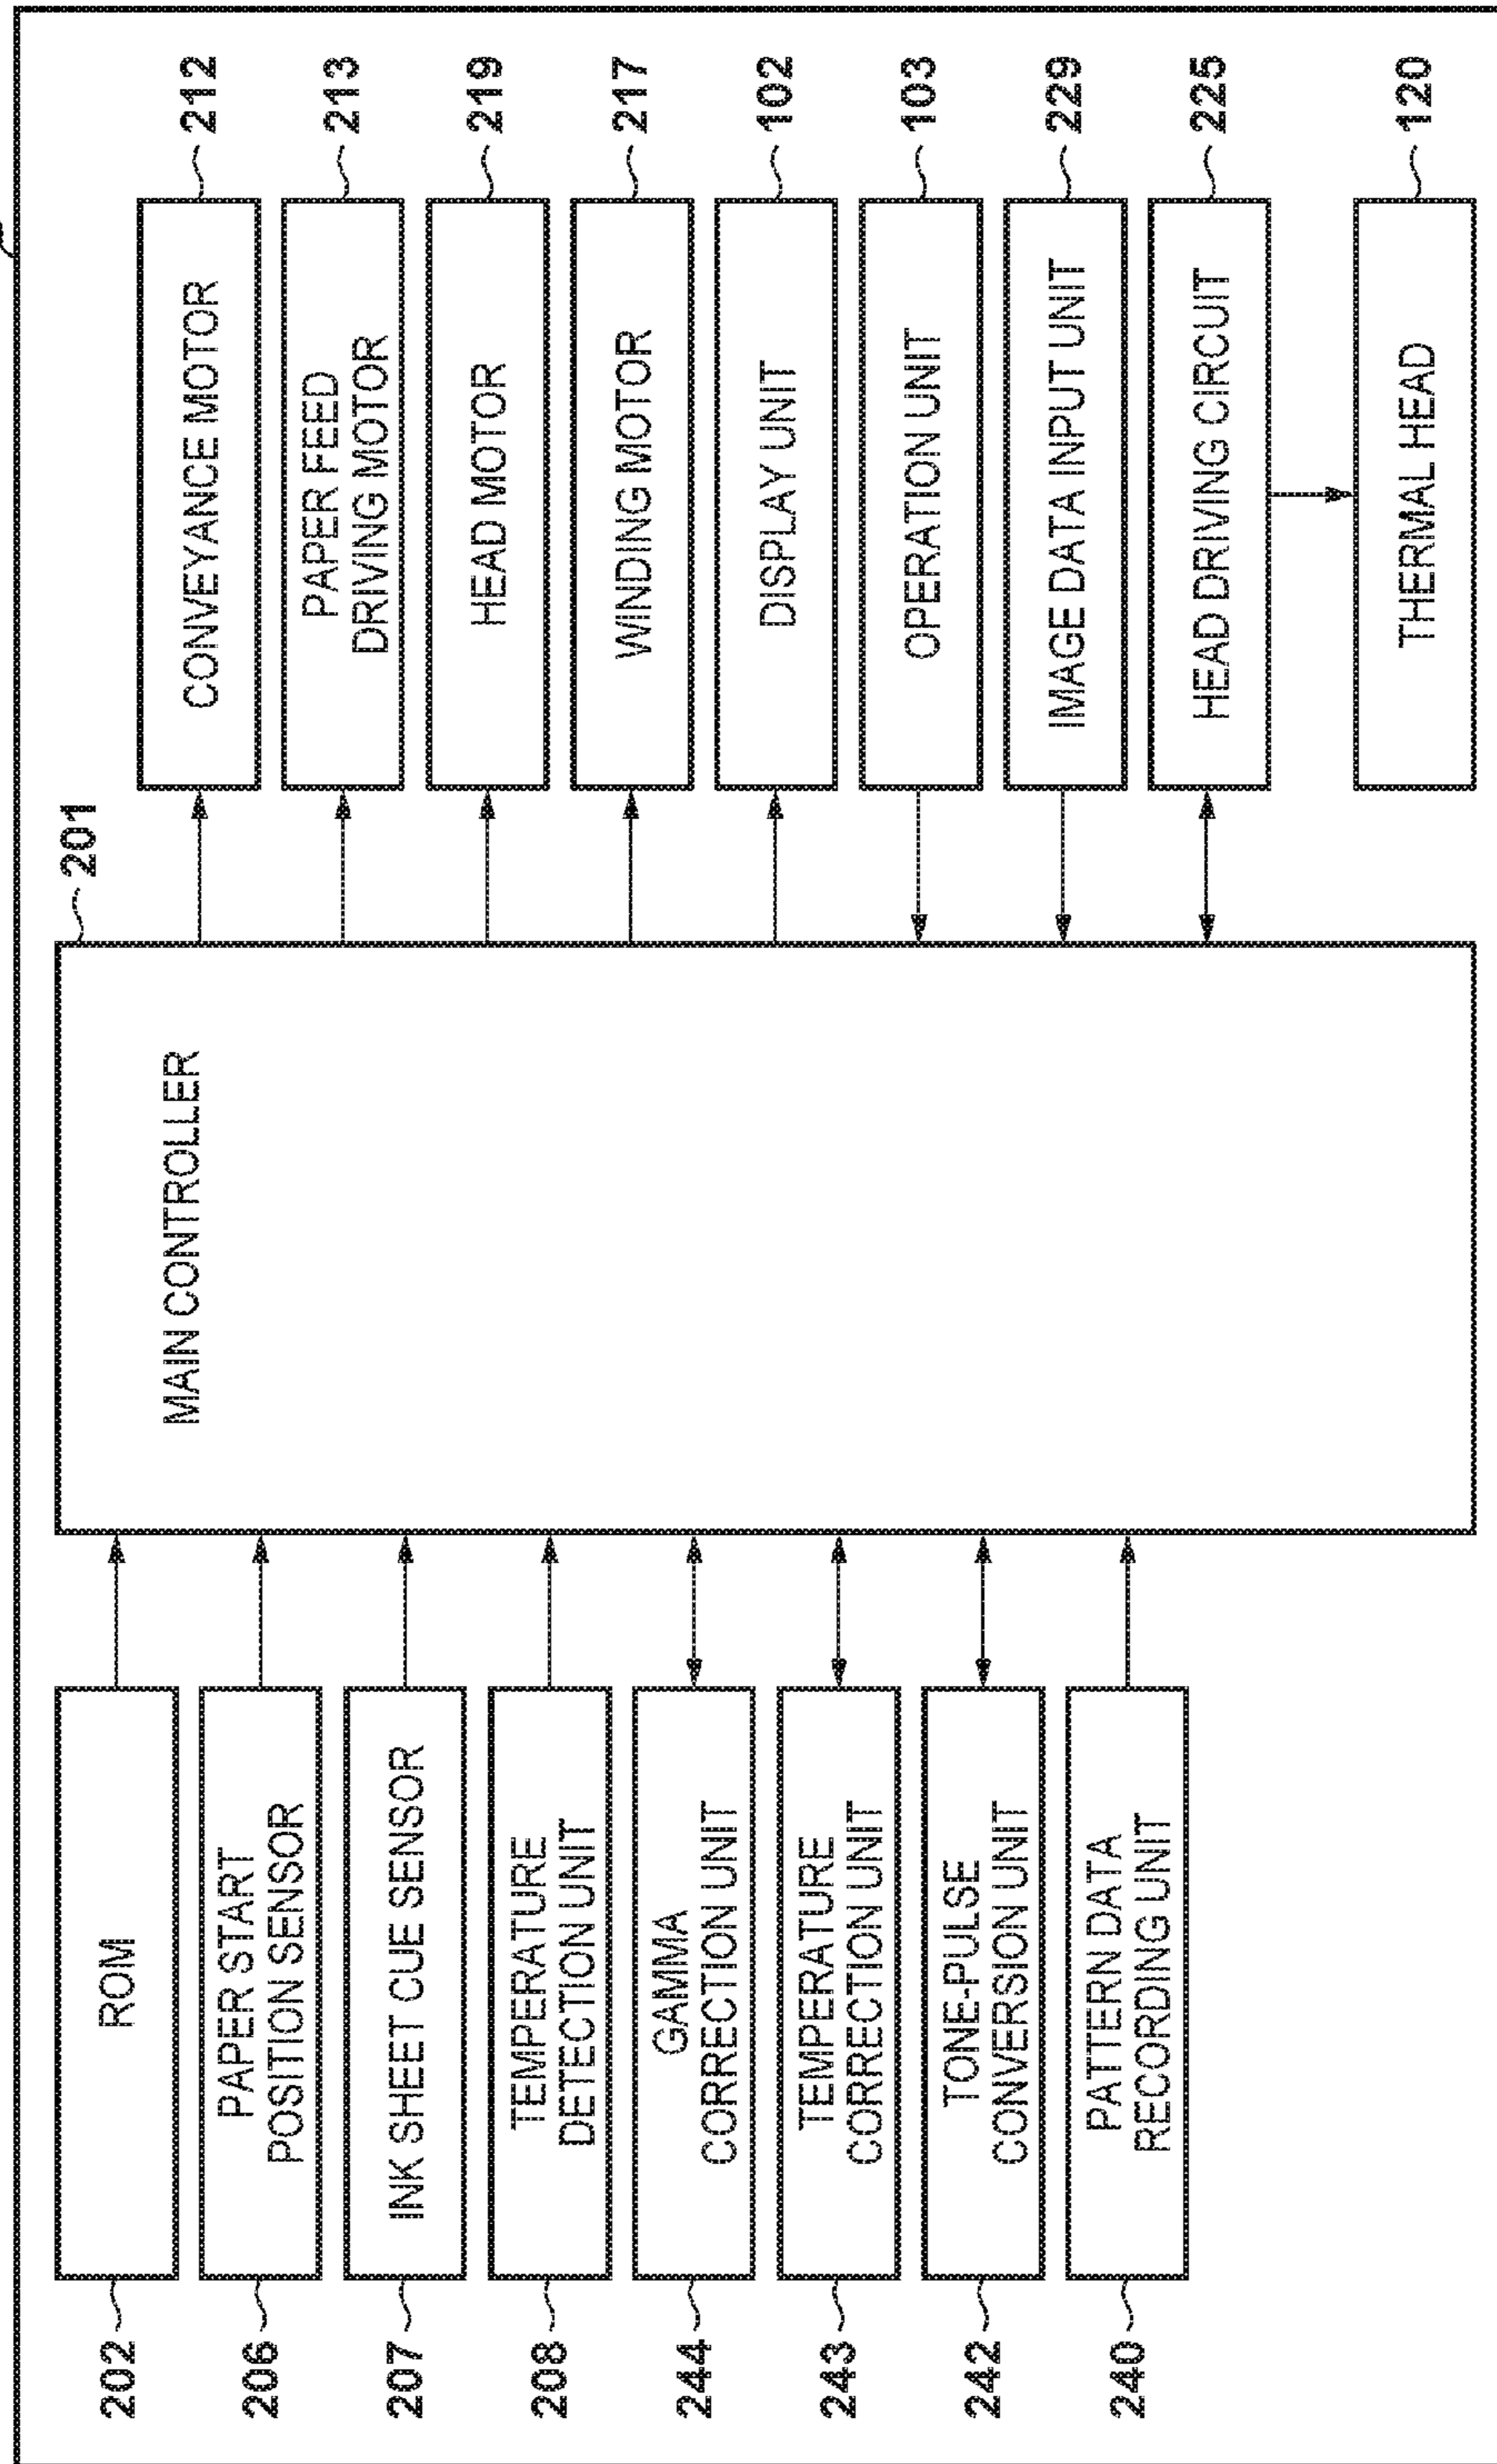 201
MAIN CONTROLLER
202
ROM
206
PAPER START
POSITION SENSOR
207
INK SHEET CUE SENSOR
208
TEMPERATURE
DETECTION UNIT
244
GAMMA
CORRECTION UNIT
243
TEMPERATURE
CORRECTION UNIT
242
TONE-PULSE
CONVERSION UNIT
240
PATTERN DATA
RECORDING UNIT
CONVEYANCE MOTOR
212
PAPER FEED
DRIVING MOTOR
213
HEAD MOTOR
219
WINDING MOTOR
217
DISPLAY UNIT
102
OPERATION UNIT
103
IMAGE DATA INPUT UNIT
229
HEAD DRIVING CIRCUIT
225
THERMAL HEAD
120